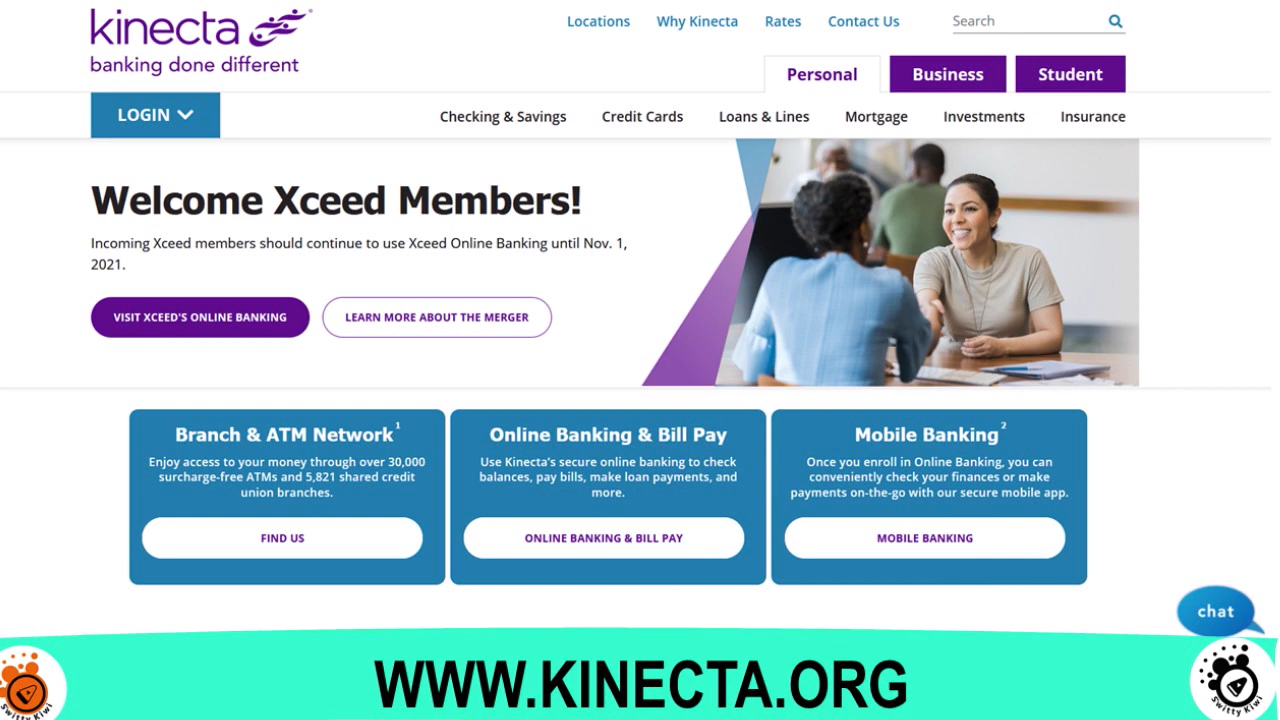 kinecta
banking done different
Locations Why Kinecta Rates Contact Us Search
Personal Business Student
LOGIN
Checking & Savings Credit Cards Loans & Lines Mortgage Investments Insurance
Welcome Xceed Members!
Incoming Xceed members should continue to use Xceed Online Banking until Nov. 1,
2021.
VISIT XCEED'S ONLINE BANKING
LEARN MORE ABOUT THE MERGER
Branch & ATM Network1
Enjoy access to your money through over 30,000
surcharge-free ATMs and 5,821 shared credit
union branches.
FIND US
Online Banking & Bill Pay
Use Kinecta's secure online banking to check
balances, pay bills, make loan payments, and
more.
ONLINE BANKING & BILL PAY
Mobile Banking2
Once you enroll in Online Banking, you can
conveniently check your finances or make
payments on-the-go with our secure mobile app.
MOBILE BANKING
chat
WWW.KINECTA.ORG
Switty Kiwi
Switty Kiwi